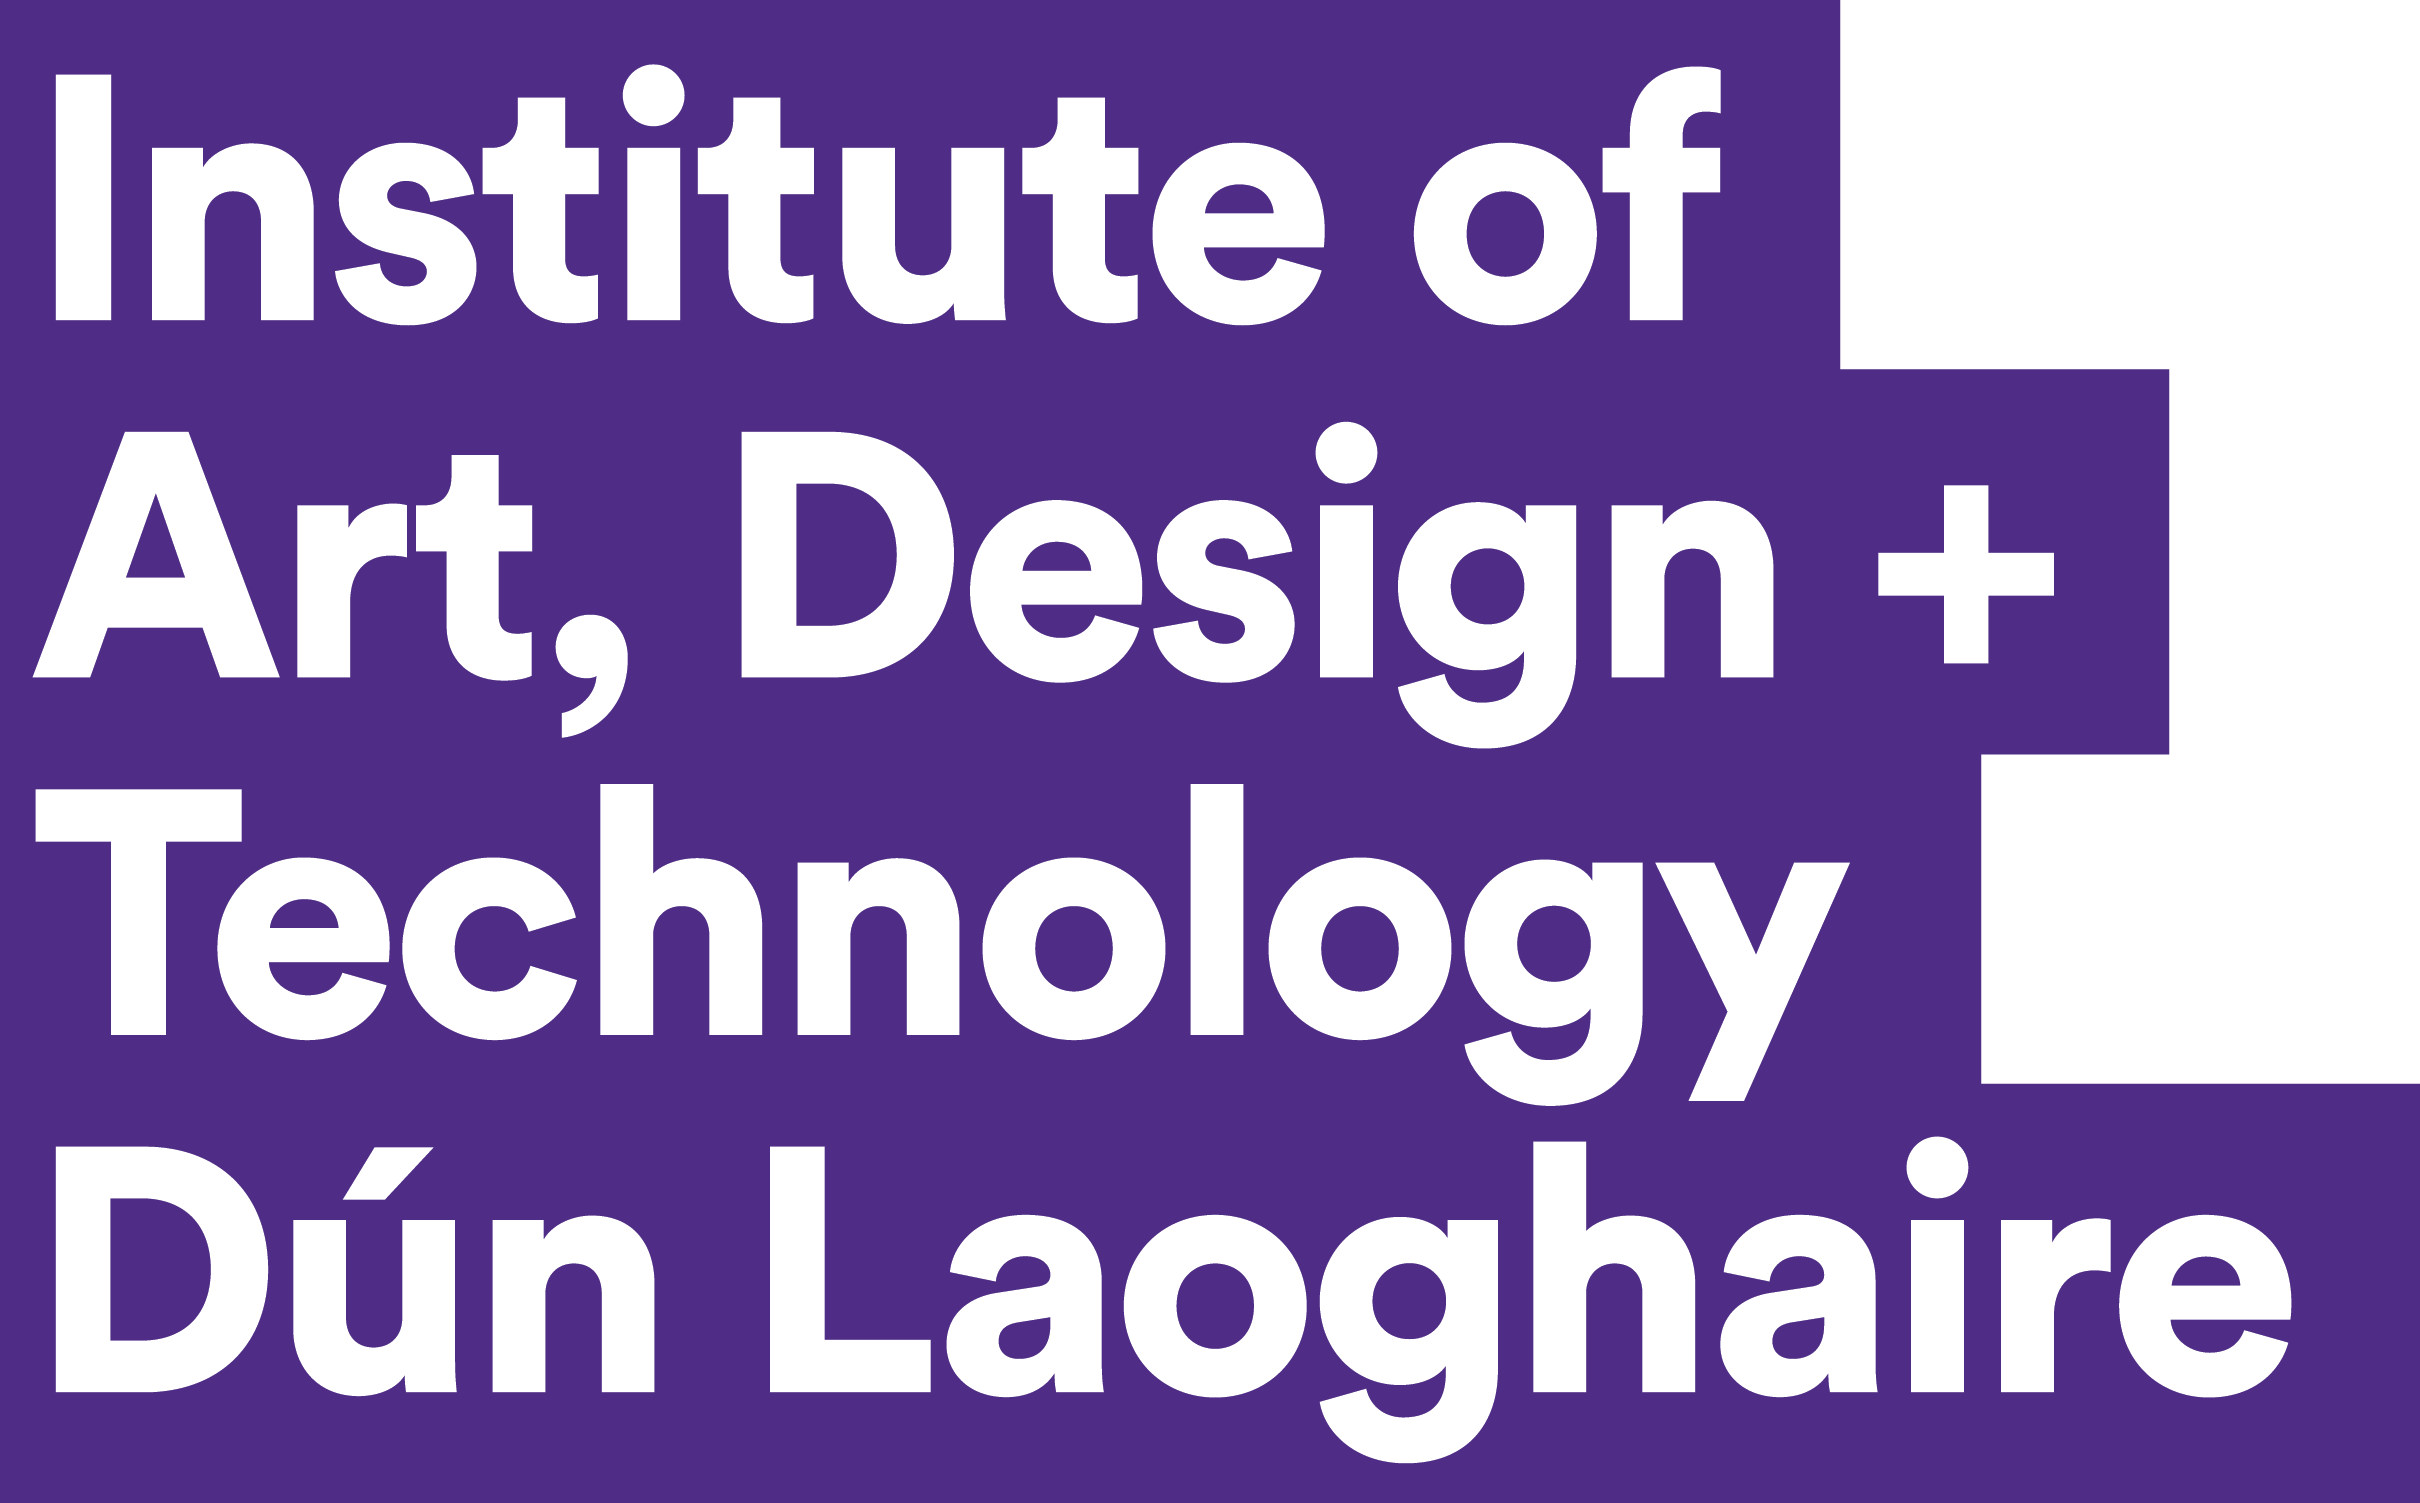 Institute of
Art, Design +
Technology
Dún Laoghaire